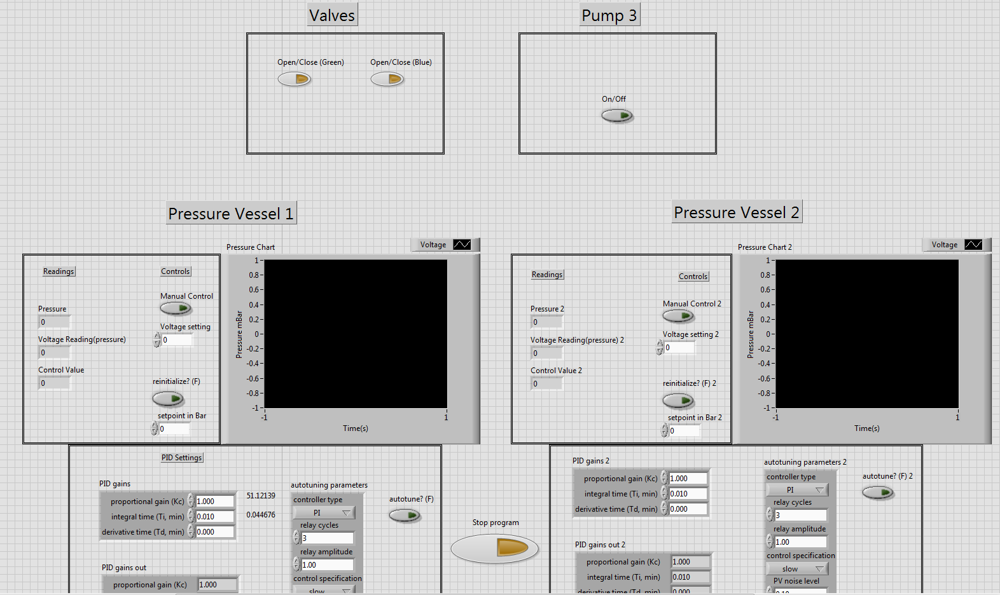 Valves
Pump 3
Open/Close (Green)
Open/Close (Blue)
On/Off
Pressure Vessel 1
Pressure Vessel 2
Pressure Chart
Voltage
Readings
Controls
Manual Control
Pressure
0
Voltage setting
0
Voltage Reading(pressure)
0
Control Value
0
reinitialize? (F)
setpoint in Bar
0
Pressure mBar
1
0.8
0.6
0.4
0.2
0
-0.2
-0.4
-0.6
-0.8
-1
-1
1
Time(s)
Pressure Chart 2
Voltage
Readings
Controls
Manual Control 2
Pressure 2
0
Voltage setting 2
0
Voltage Reading(pressure) 2
0
Control Value 2
0
reinitialize? (F) 2
setpoint in Bar 2
0
Pressure mBar
1
0.8
0.6
0.4
0.2
0
-0.2
-0.4
-0.6
-0.8
-1
-1
1
Time(s)
PID Settings
PID gains
proportional gain (Kc) 1.000
integral time (Ti, min) 0.010
derivative time (Td, min) 0.000
51.12139
0.044676
PID gains out
proportional gain (Kc) 1.000
autotuning parameters
controller type
PI
relay cycles
3
relay amplitude
1.00
control specification
slow
autotune? (F)
Stop program
PID gains 2
proportional gain (Kc) 1.000
integral time (Ti, min) 0.010
derivative time (Td, min) 0.000
PID gains out 2
proportional gain (Kc) 1.000
integral time (Ti, min) 0.010
derivative time (Td, min) 0.000
autotuning parameters 2
controller type
PI
relay cycles
3
relay amplitude
1.00
control specification
slow
PV noise level
autotune? (F) 2